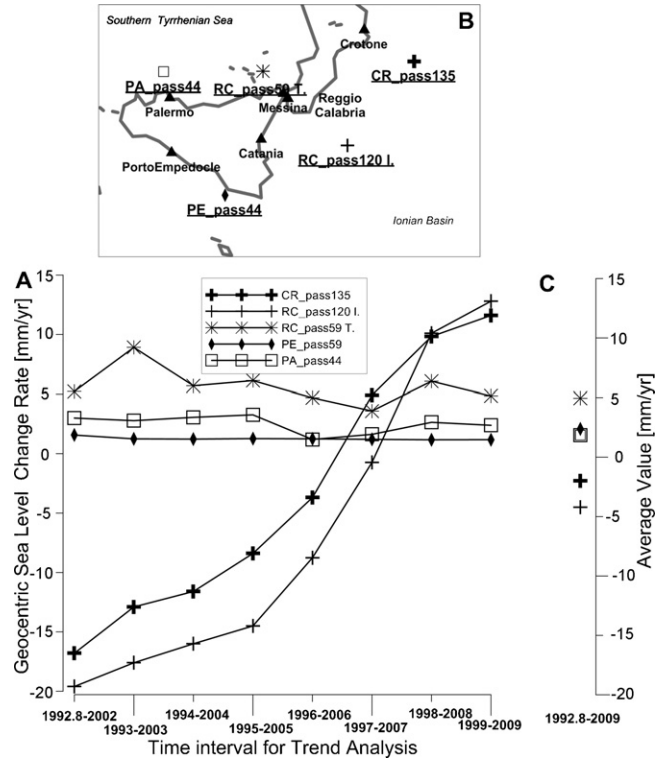 Southern Tyrrhenian Sea
B
Crotone
CR_pass135
PA_pass44
RC_pass59 T.
Palermo
Messina
Reggio
Calabria
Catania
PortoEmpedocle
RC_pass120 I.
PE_pass44
Ionian Basin
A
C
Geocentric Sea Level Change Rate [mm/yr]
15
10
5
0
-5
-10
-15
-20
CR_pass135
RC_pass120 I.
RC_pass59 T.
PE_pass59
PA_pass44
1992.8-2002
1993-2003
1994-2004
1995-2005
1996-2006
1997-2007
1998-2008
1999-2009
Time interval for Trend Analysis
15
10
5
0
-5
-10
-15
-20
Average Value [mm/yr]
1992.8-2009